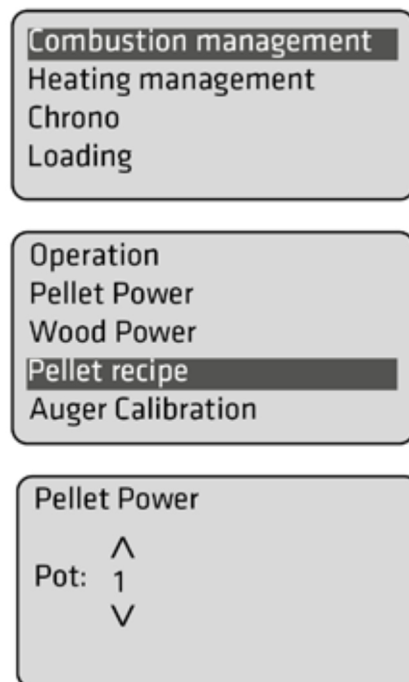 Combustion management
Heating management
Chrono
Loading
Operation
Pellet Power
Wood Power
Pellet recipe
Auger Calibration
Pellet Power
Pot: 1